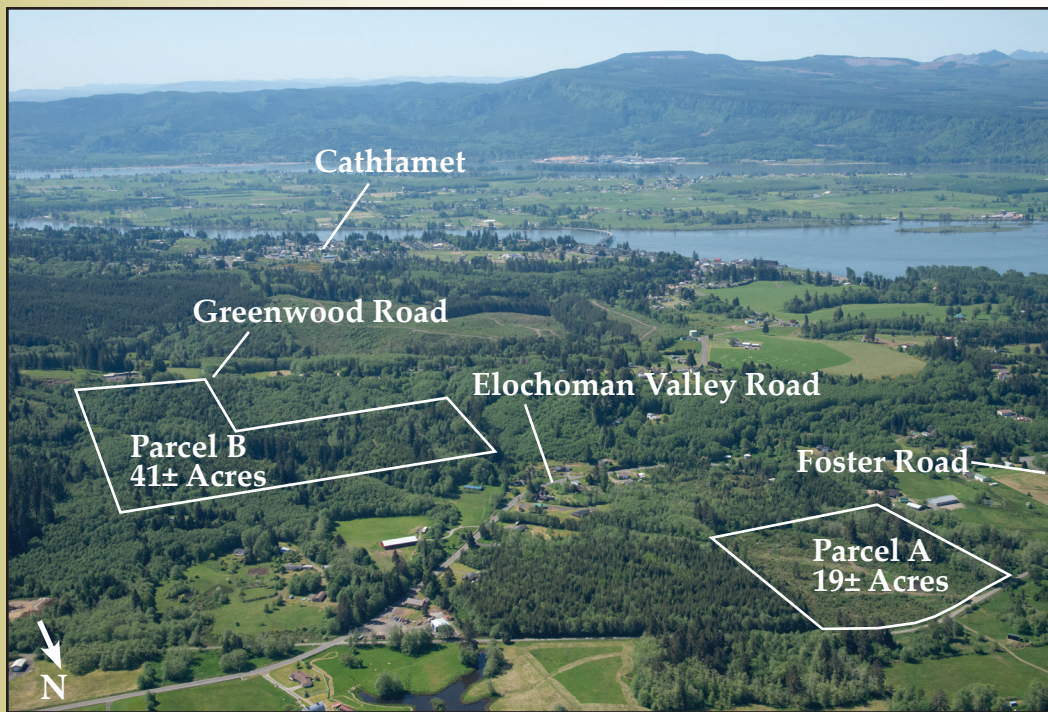 Cathlamet
Greenwood Road
Elochoman Valley Road
Parcel B
41± Acres
Foster Road
Parcel A
19± Acres
N